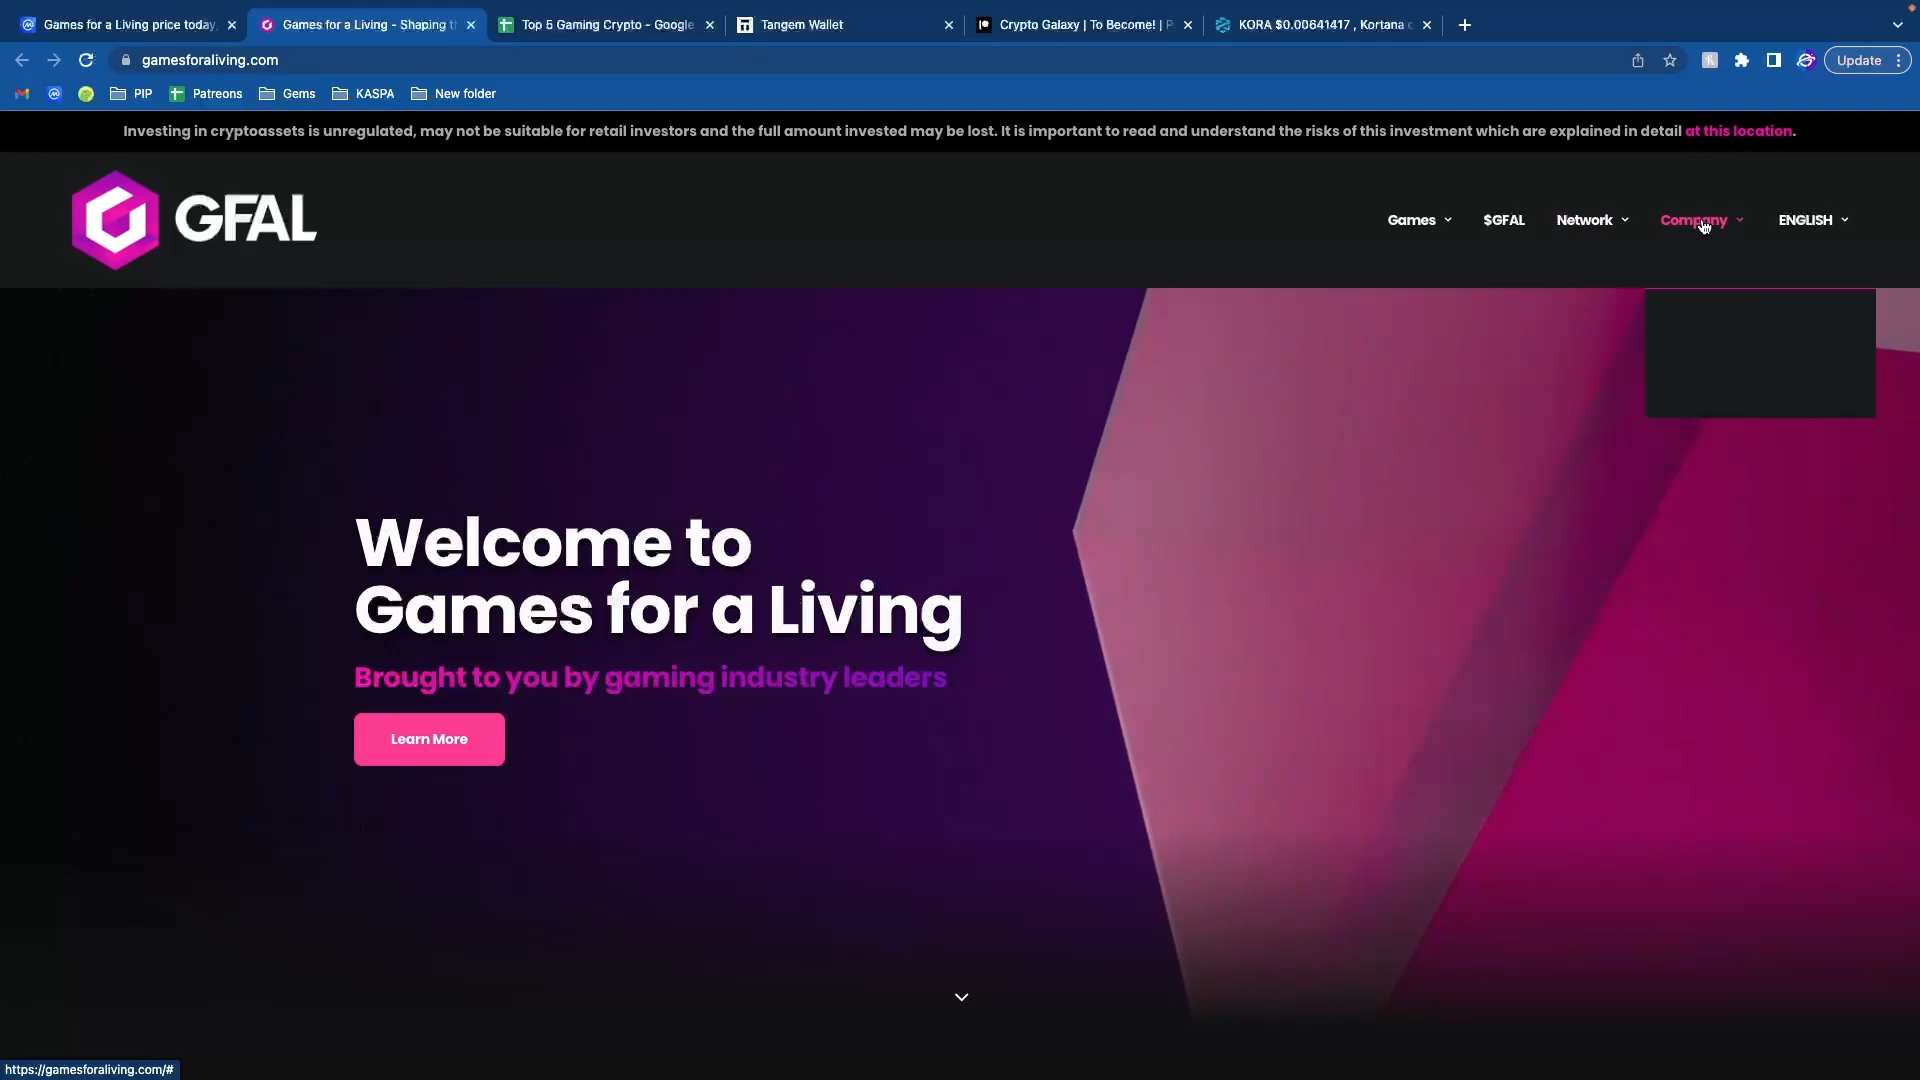 Games for a Living price today,
Games for a Living - Shaping th
Top 5 Gaming Crypto - Google
Tangem Wallet
Crypto Galaxy | To Become! | P
KORA $0.00641417 , Kortana c
gamesforaliving.com
Update
PIP
Patreons
Gems
KASPA
New folder
Investing in cryptoassets is unregulated, may not be suitable for retail investors and the full amount invested may be lost. It is important to read and understand the risks of this investment which are explained in detail at this location.
GFAL
Games
$GFAL
Network
Company
ENGLISH
Welcome to
Games for a Living
Brought to you by gaming industry leaders
Learn More
https://gamesforaliving.com/#